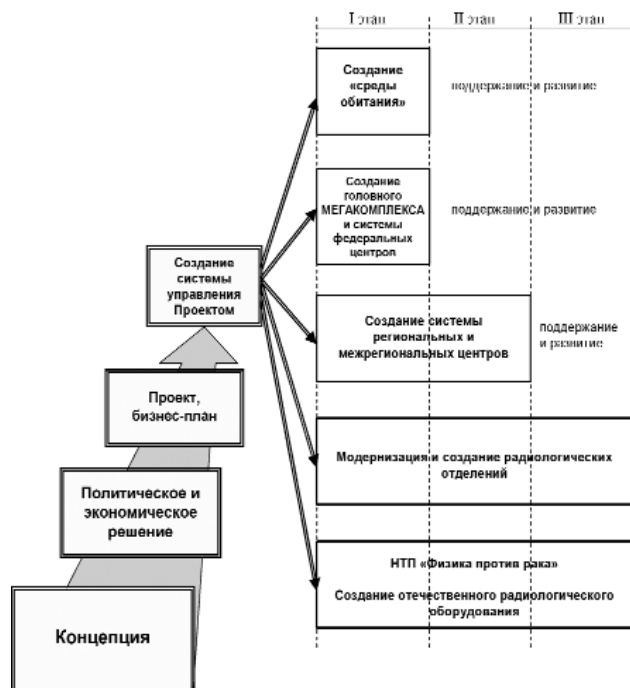 I этап II этап III этап
Создание
«среды
обитания»
поддержание и развитие
Создание
головного
МЕГАКОМПЛЕКСА
и системы
федеральных
центров
поддержание и развитие
Создание
системы
управления
Проектом
Создание системы
региональных и
межрегиональных центров
поддержание
и развитие
Проект,
бизнес-план
Модернизация и создание радиологических
отделений
Политическое и
экономическое
решение
НТП «Физика против рака»
Создание отечественного радиологического
оборудования
Концепция